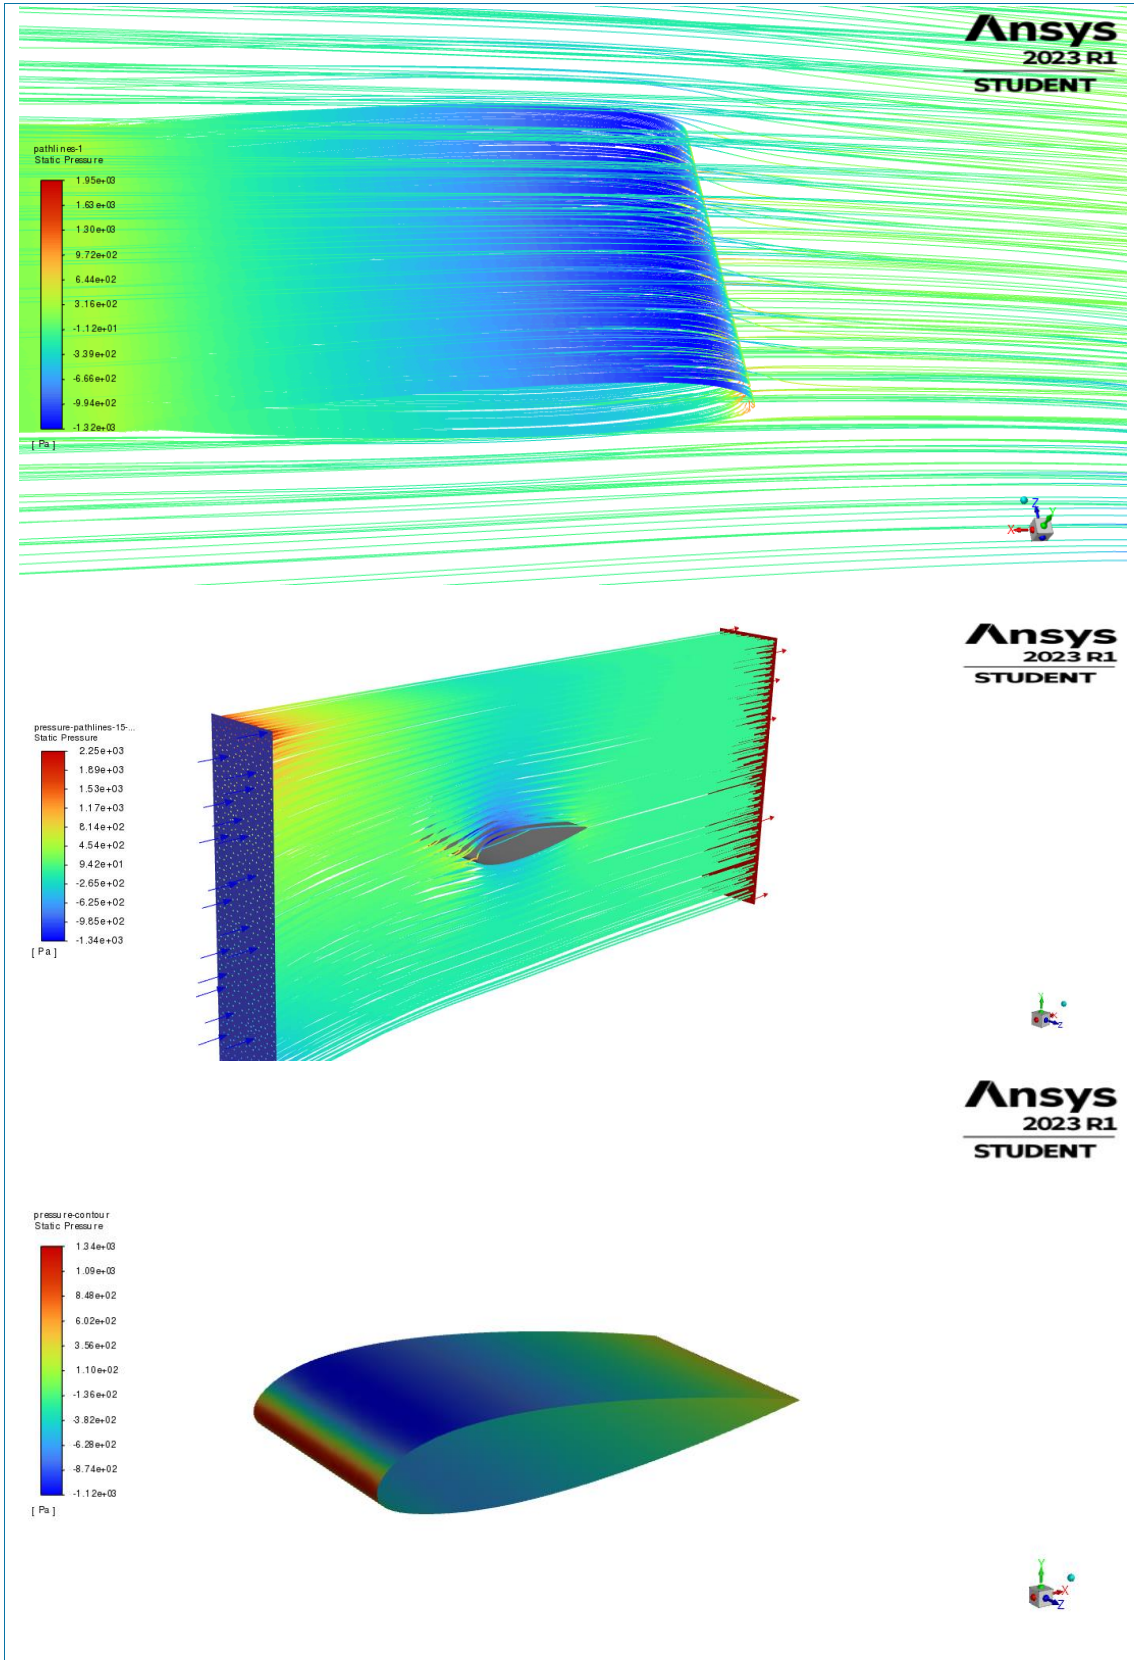 Ansys
2023 R1
STUDENT
pathlines-1
Static Pressure
1.95e+03
1.63e+03
1.30e+03
9.72e+02
6.44e+02
3.16e+02
-1.12e+01
-3.39e+02
-6.66e+02
-9.94e+02
-1.32e+03
[ Pa ]
Z
Y
X
Ansys
2023 R1
STUDENT
pressure-pathlines-15-...
Static Pressure
2.25e+03
1.89e+03
1.53e+03
1.17e+03
8.14e+02
4.54e+02
9.42e+01
-2.65e+02
-6.25e+02
-9.85e+02
-1.34e+03
[ Pa ]
Y
X
Z
Ansys
2023 R1
STUDENT
pressure-contour
Static Pressure
1.34e+03
1.09e+03
8.48e+02
6.02e+02
3.56e+02
1.10e+02
-1.36e+02
-3.82e+02
-6.28e+02
-8.74e+02
-1.12e+03
[ Pa ]
Y
X
Z